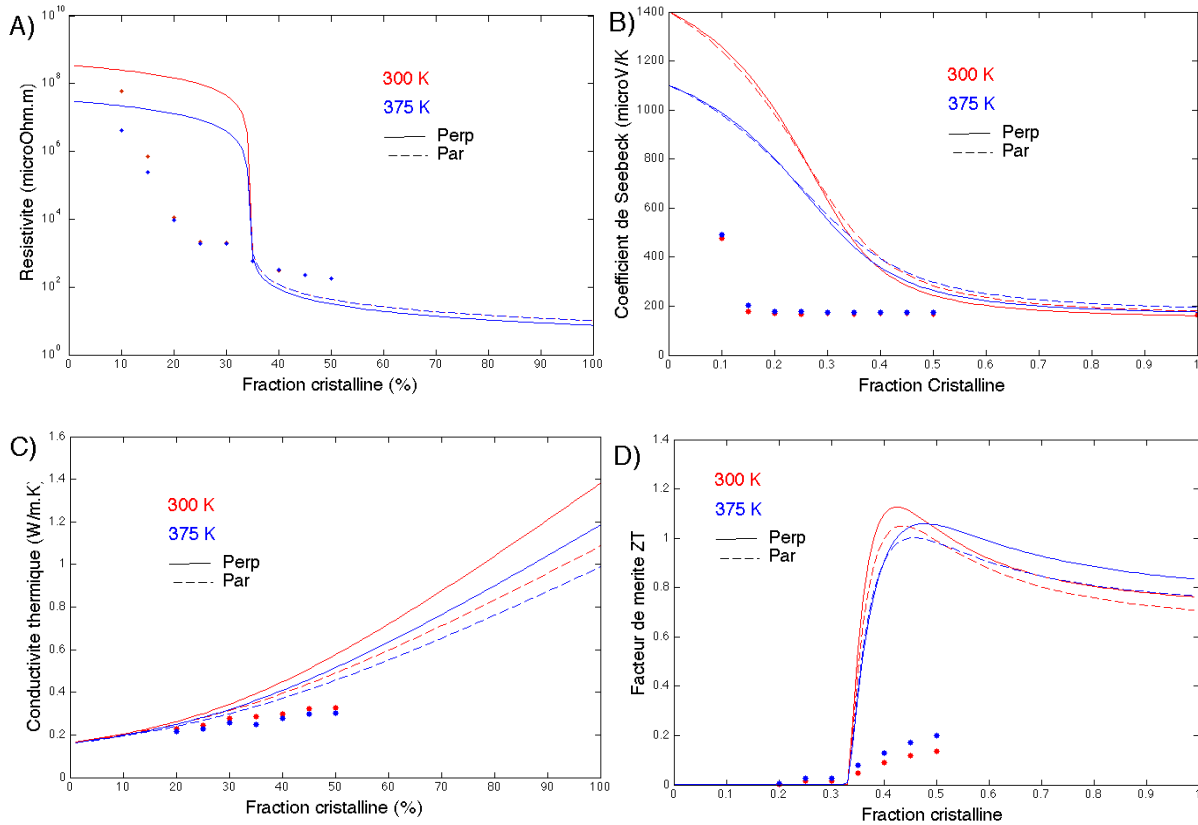 A)
Resistivite (microOhm.m)
10^10
10^8
10^6
10^4
10^2
10^0
300 K
375 K
Perp
Par
0 10 20 30 40 50 60 70 80 90 100
Fraction cristalline (%)
B)
Coefficient de Seebeck (microV/K
1400
1200
1000
800
600
400
200
0
300 K
375 K
Perp
Par
0 0.1 0.2 0.3 0.4 0.5 0.6 0.7 0.8 0.9 1
Fraction Cristalline
C)
Conductivite thermique (W/m.K)
1.6
1.4
1.2
1
0.8
0.6
0.4
0.2
0
300 K
375 K
Perp
Par
0 10 20 30 40 50 60 70 80 90 100
Fraction cristalline (%)
D)
Facteur de merite ZT
1.4
1.2
1
0.8
0.6
0.4
0.2
0
300 K
375 K
Perp
Par
0 0.1 0.2 0.3 0.4 0.5 0.6 0.7 0.8 0.9 1
Fraction cristalline